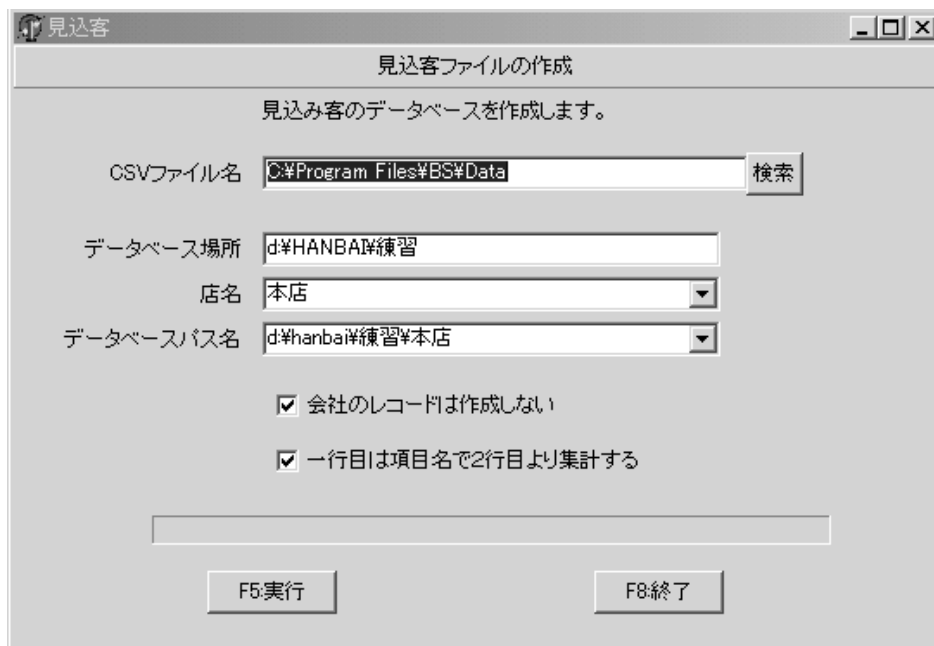 見込客
見込客ファイルの作成
見込み客のデータベースを作成します。
CSVファイル名 C:¥Program Files¥BS¥Data 検索
データベース場所 d:¥HANBAI¥練習
店名 本店
データベースパス名 d:¥hanbai¥練習¥本店
会社のレコードは作成しない
一行目は項目名で2行目より集計する
F5:実行 F8:終了